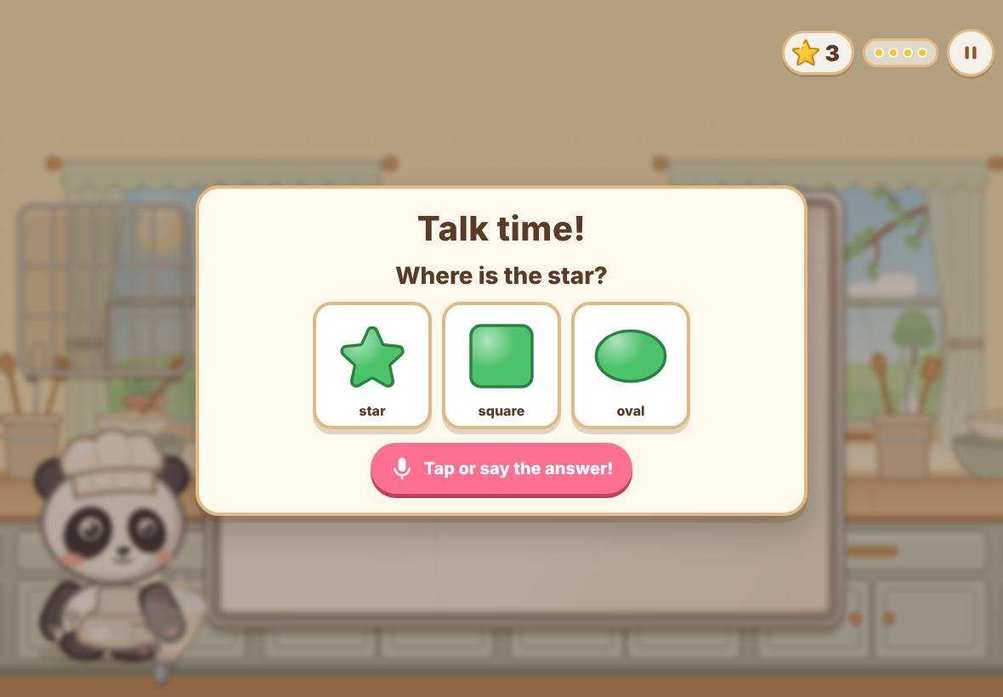 3
Talk time!
Where is the star?
star square oval
Tap or say the answer!